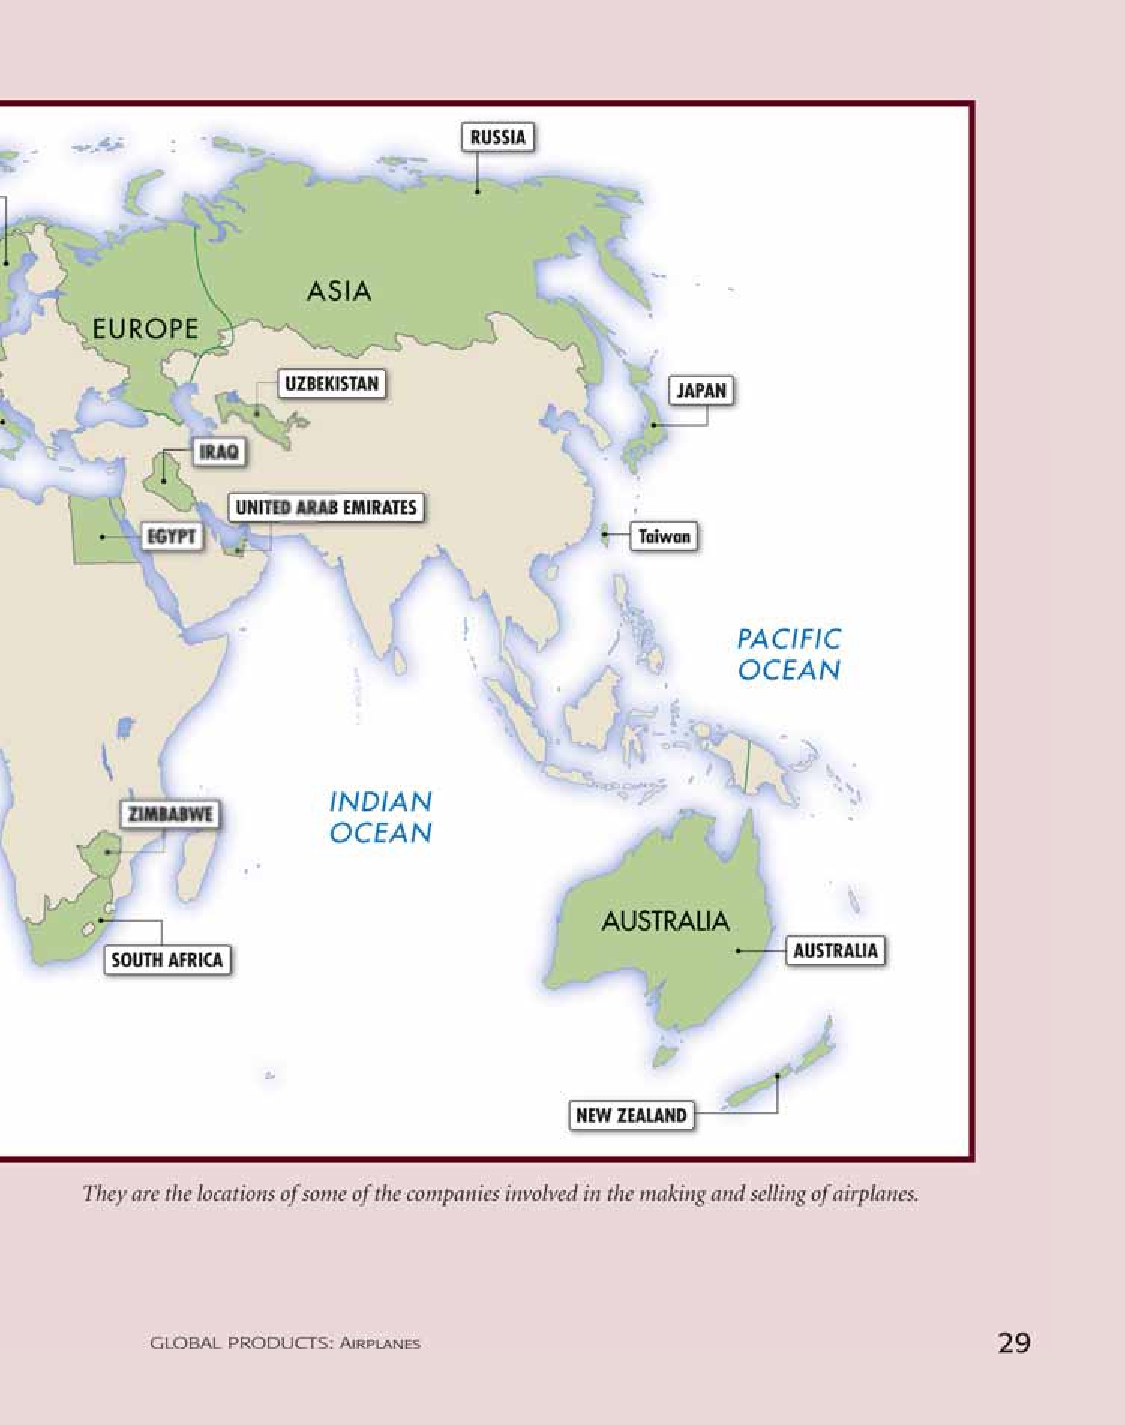 RUSSIA
ASIA
EUROPE
UZBEKISTAN
JAPAN
IRAQ
UNITED ARAB EMIRATES
EGYPT
Taiwan
PACIFIC
OCEAN
INDIAN
OCEAN
ZIMBABWE
AUSTRALIA
AUSTRALIA
SOUTH AFRICA
NEW ZEALAND
They are the locations of some of the companies involved in the making and selling of airplanes.
GLOBAL PRODUCTS: AIRPLANES
29